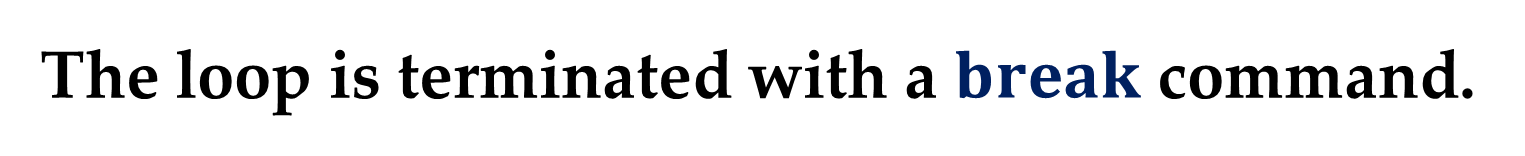 The loop is terminated with a break command.